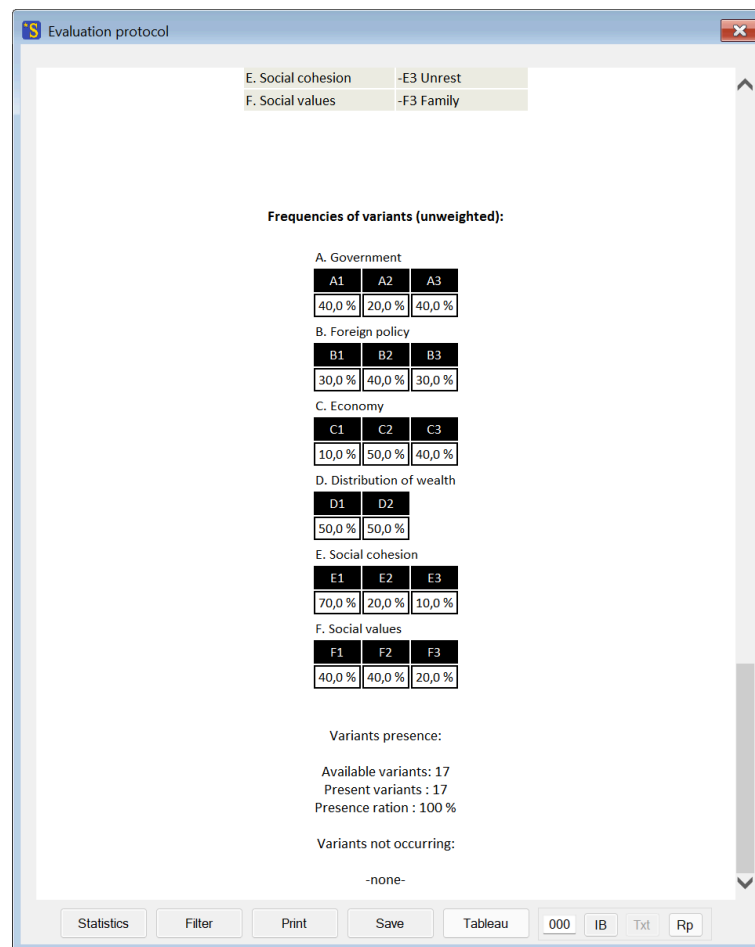 Evaluation protocol
E. Social cohesion -E3 Unrest
F. Social values -F3 Family
Frequencies of variants (unweighted):
A. Government
A1 A2 A3
40,0 % 20,0 % 40,0 %
B. Foreign policy
B1 B2 B3
30,0 % 40,0 % 30,0 %
C. Economy
C1 C2 C3
10,0 % 50,0 % 40,0 %
D. Distribution of wealth
D1 D2
50,0 % 50,0 %
E. Social cohesion
E1 E2 E3
70,0 % 20,0 % 10,0 %
F. Social values
F1 F2 F3
40,0 % 40,0 % 20,0 %
Variants presence:
Available variants: 17
Present variants : 17
Presence ration : 100 %
Variants not occurring:
-none-
Statistics Filter Print Save Tableau 000 IB Txt Rp